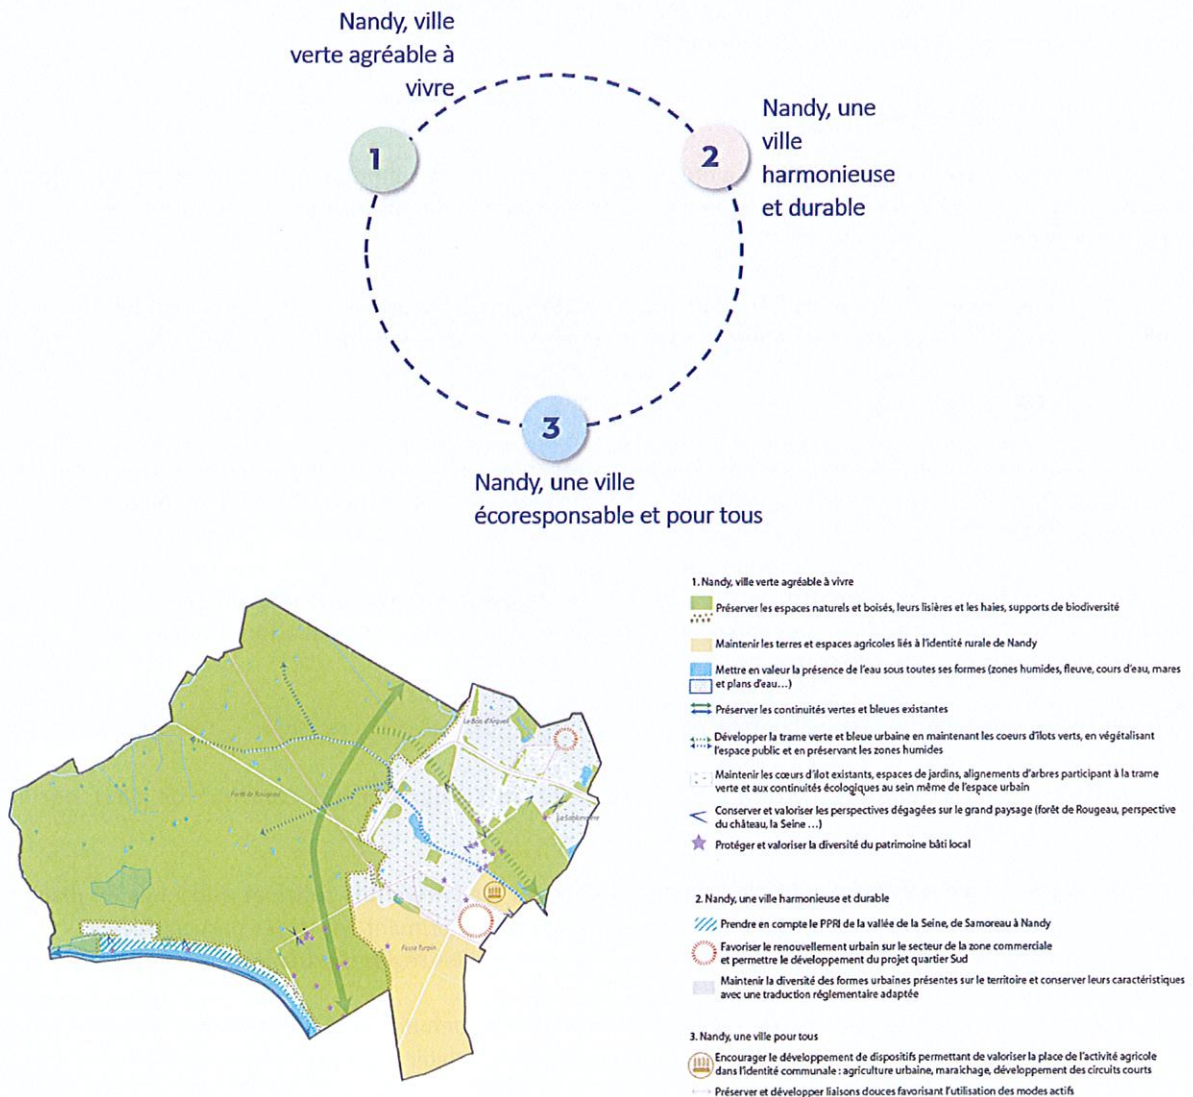 Nandy, ville
verte agréable à
vivre
1
2
Nandy, une
ville
harmonieuse
et durable
3
Nandy, une ville
écoresponsable et pour tous
1. Nandy, ville verte agréable à vivre
Préserver les espaces naturels et boisés, leurs lisières et les haies, supports de biodiversité
Maintenir les terres et espaces agricoles liés à l'identité rurale de Nandy
Mettre en valeur la présence de l'eau sous toutes ses formes (zones humides, fleuve, cours d'eau, mares
et plans d'eau...)
Préserver les continuités vertes et bleues existantes
Développer la trame verte et bleue urbaine en maintenant les coeurs d'îlots verts, en végétalisant
l'espace public et en préservant les zones humides
Maintenir les cœurs d'ilot existants, espaces de jardins, alignements d'arbres participant à la trame
verte et aux continuités écologiques au sein même de l'espace urbain
Conserver et valoriser les perspectives dégagées sur le grand paysage (forêt de Rougeau, perspective
du château, la Seine ...)
Protéger et valoriser la diversité du patrimoine bâti local
2. Nandy, une ville harmonieuse et durable
Prendre en compte le PPRI de la vallée de la Seine, de Samoreau à Nandy
Favoriser le renouvellement urbain sur le secteur de la zone commerciale
et permettre le développement du projet quartier Sud
Maintenir la diversité des formes urbaines présentes sur le territoire et conserver leurs caractéristiques
avec une traduction réglementaire adaptée
3. Nandy, une ville pour tous
Encourager le développement de dispositifs permettant de valoriser la place de l'activité agricole
dans l'identité communale : agriculture urbaine, maraichage, développement des circuits courts
Préserver et développer liaisons douces favorisant l'utilisation des modes actifs
Forêt de Rougeau